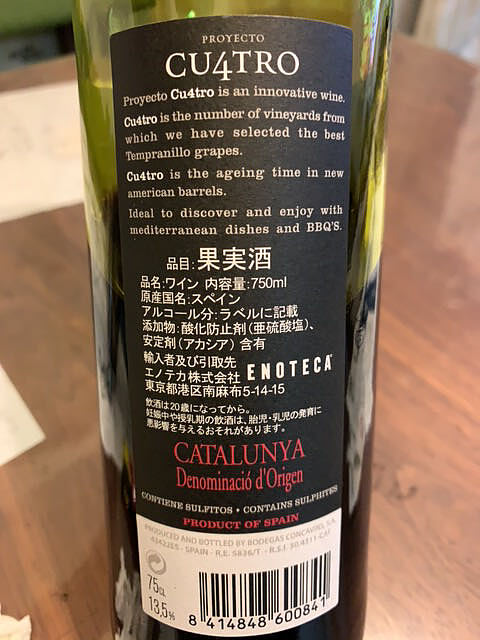 PROYECTO
CU4TRO
Proyecto Cu4tro is an innovative wine.
Cu4tro is the number of vineyards from
which we have selected the best
Tempranillo grapes.
Cu4tro is the ageing time in new
american barrels.
Ideal to discover and enjoy with
mediterranean dishes and BBQ'S.
品目:果実酒
品名:ワイン 内容量:750ml
原産国名:スペイン
アルコール分:ラベルに記載
添加物:酸化防止剤(亜硫酸塩)、
安定剤(アカシア) 含有
輸入者及び引取先
エノテカ株式会社 ENOTECA
東京都港区南麻布5-14-15
飲酒は20歳になってから。
妊娠中や授乳期の飲酒は、胎児・乳児の発育に
悪影響を与えるおそれがあります。
CATALUNYA
Denominació d'Origen
CONTIENE SULFITOS • CONTAINS SULPHITES
PRODUCT OF SPAIN
PRODUCED AND BOTTLED BY BODEGAS CONCAVINS, S.A.
43422ES - SPAIN - R.E. 5836/T - R.S.I. 30.4311-CAT
75CL
13,5%
8 414848 600841